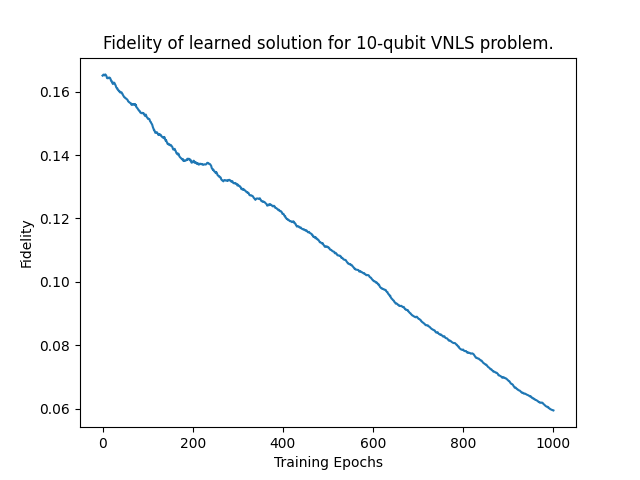 Fidelity of learned solution for 10-qubit VNLS problem.
0.16
0.14
0.12
0.10
0.08
0.06
Fidelity
0 200 400 600 800 1000
Training Epochs